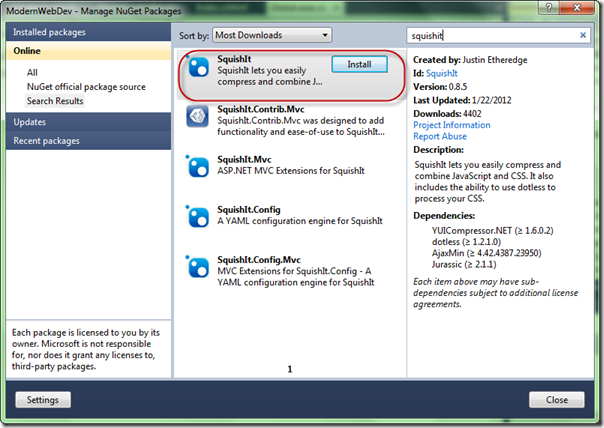 ModernWebDev - Manage NuGet Packages
Installed packages
Online
All
NuGet official package source
Search Results
Updates
Recent packages
Each package is licensed to you by its
owner. Microsoft is not responsible
for, nor does it grant any licenses to,
third-party packages.
Settings
Sort by: Most Downloads
SquishIt
SquishIt lets you easily
compress and combine J...
Install
SquishIt.Contrib.Mvc
SquishIt.Contrib.Mvc was designed to add
functionality and ease-of-use to SquishIt...
SquishIt.Mvc
ASP.NET MVC Extensions for SquishIt
SquishIt.Config
A YAML configuration engine for SquishIt
SquishIt.Config.Mvc
MVC Extensions for SquishIt.Config - A
YAML configuration engine for SquishIt
1
squishit
Created by: Justin Etheredge
Id: SquishIt
Version: 0.8.5
Last Updated: 1/22/2012
Downloads: 4402
Project Information
Report Abuse
Description:
SquishIt lets you easily compress and
combine JavaScript and CSS. It also
includes the ability to use dotless to
process your CSS.
Dependencies:
YUICompressor.NET (≥ 1.6.0.2)
dotless (≥ 1.2.1.0)
AjaxMin (≥ 4.42.4387.23950)
Jurassic (≥ 2.1.1)
Each item above may have sub-
dependencies subject to additional license
agreements.
Close